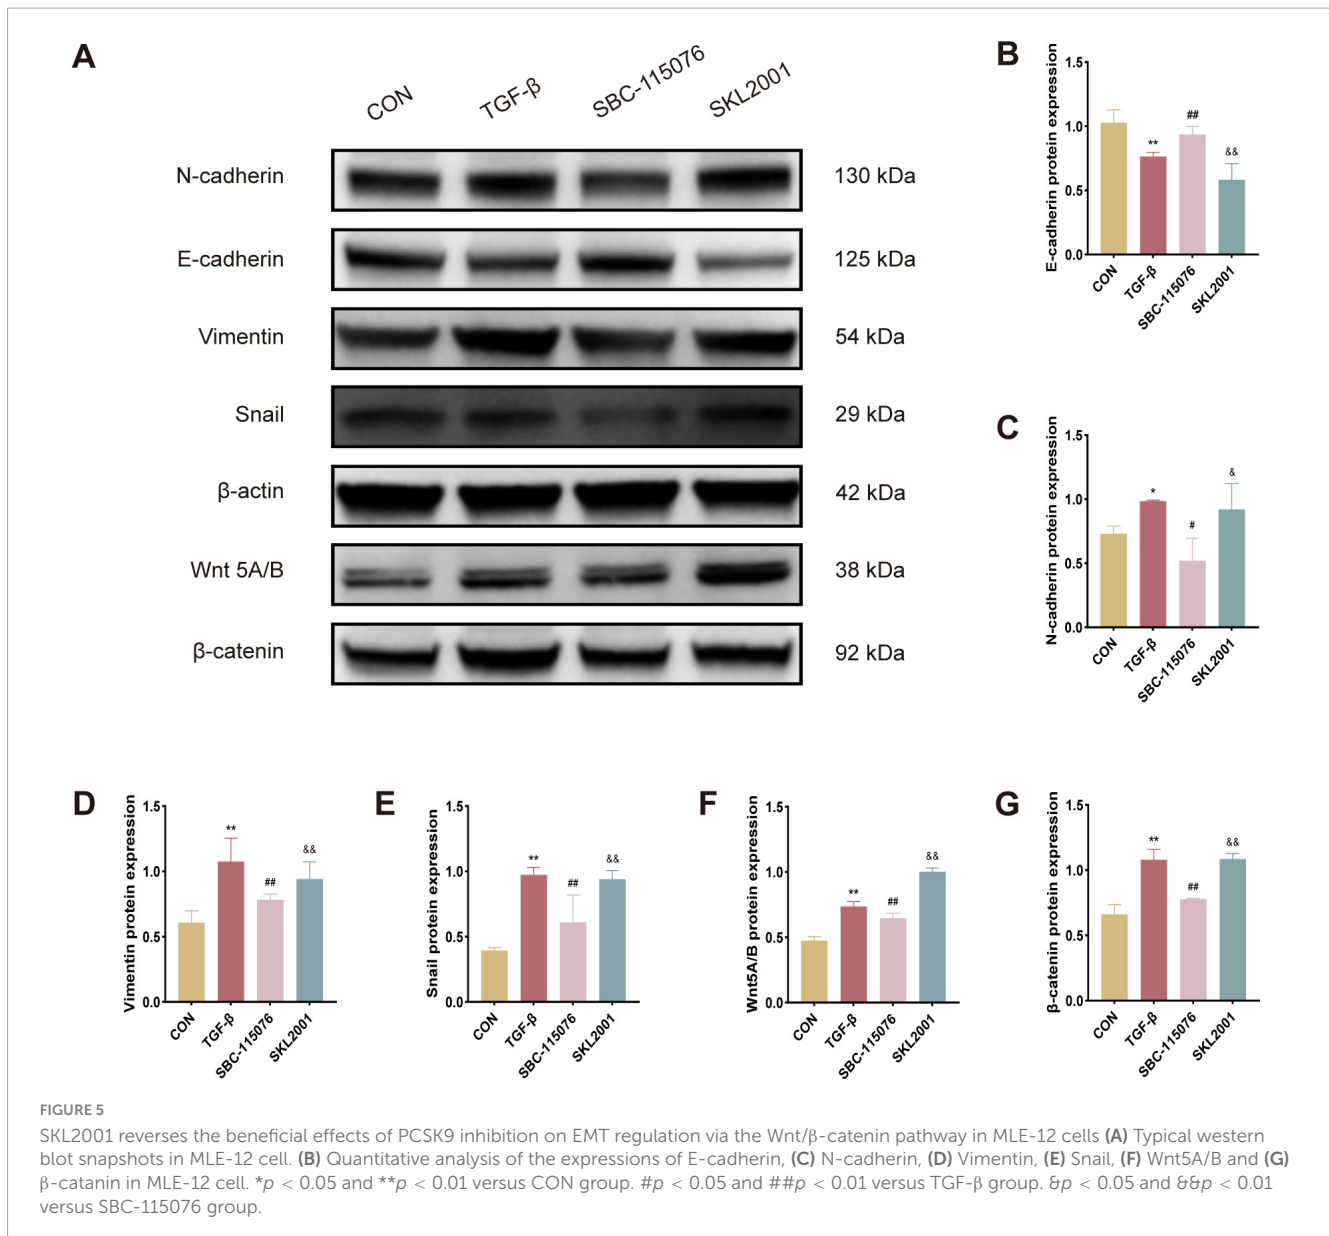 A
CON
TGF-β
SBC-115076
SKL2001
N-cadherin
130 kDa
E-cadherin
125 kDa
Vimentin
54 kDa
Snail
29 kDa
β-actin
42 kDa
Wnt 5A/B
38 kDa
β-catenin
92 kDa
B
E-cadherin protein expression
1.5
1.0
0.5
0.0
**
##
&&
CON
TGF-β
SBC-115076
SKL2001
C
N-cadherin protein expression
1.5
1.0
0.5
0.0
*
#
&
CON
TGF-β
SBC-115076
SKL2001
D
Vimentin protein expression
1.5
1.0
0.5
0.0
**
##
&&
CON
TGF-β
SBC-115076
SKL2001
E
Snail protein expression
1.5
1.0
0.5
0.0
**
##
&&
CON
TGF-β
SBC-115076
SKL2001
F
Wnt5A/B protein expression
1.5
1.0
0.5
0.0
**
##
&&
CON
TGF-β
SBC-115076
SKL2001
G
β-catenin protein expression
1.5
1.0
0.5
0.0
**
##
&&
CON
TGF-β
SBC-115076
SKL2001
FIGURE 5
SKL2001 reverses the beneficial effects of PCSK9 inhibition on EMT regulation via the Wnt/β-catenin pathway in MLE-12 cells (A) Typical western
blot snapshots in MLE-12 cell. (B) Quantitative analysis of the expressions of E-cadherin, (C) N-cadherin, (D) Vimentin, (E) Snail, (F) Wnt5A/B and (G)
β-catanin in MLE-12 cell. *p < 0.05 and **p < 0.01 versus CON group. #p < 0.05 and ##p < 0.01 versus TGF-β group. &p < 0.05 and &&p < 0.01
versus SBC-115076 group.